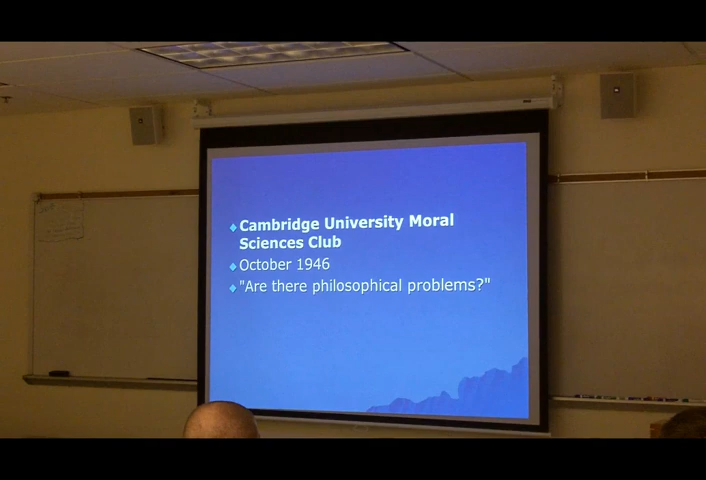 Cambridge University Moral
Sciences Club
October 1946
"Are there philosophical problems?"